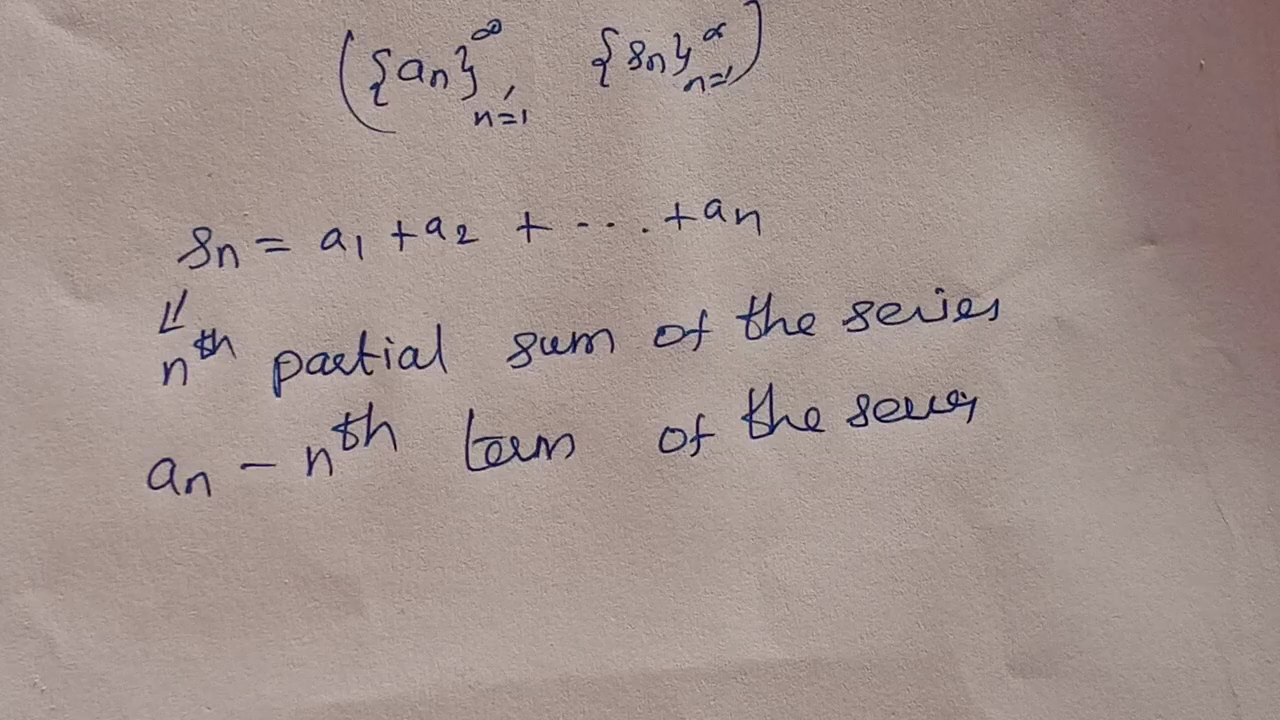 ({an}∞n=1, {sn}∝n=1)
sn = a1 + a2 + ... . + an
⇓
nth partial sum of the series
an - nth term of the series